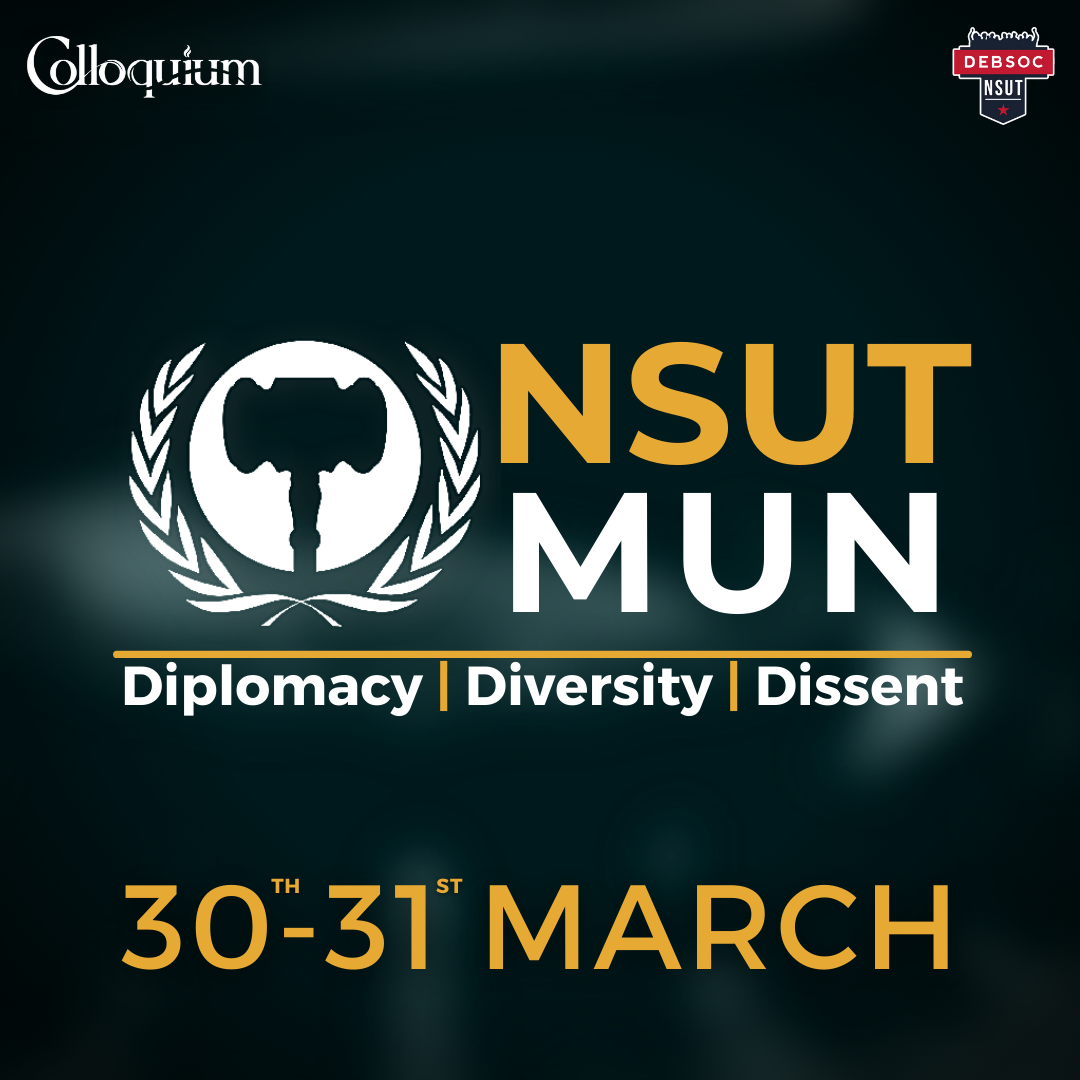 Colloquium
DEBSOC
NSUT
NSUT
MUN
Diplomacy | Diversity | Dissent
30TH-31ST MARCH